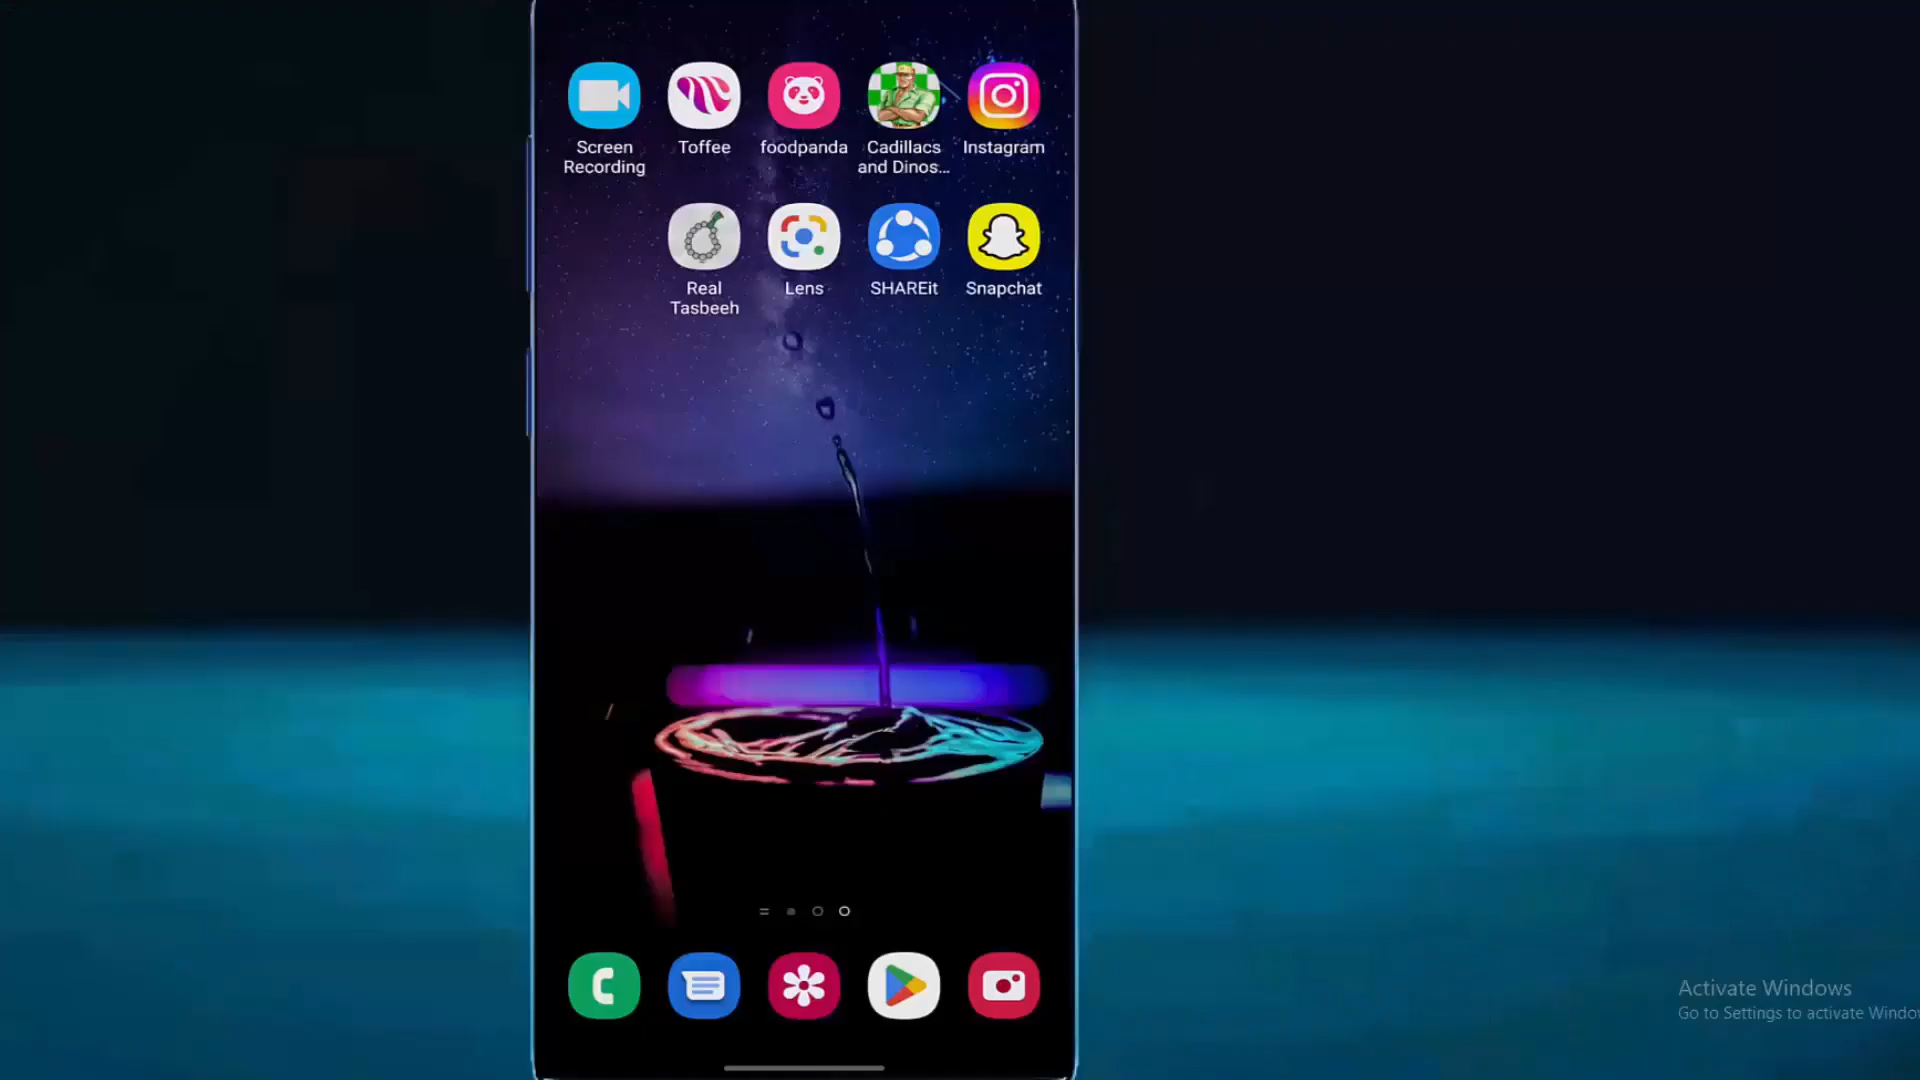 Screen
Recording
Toffee
foodpanda
Cadillacs
and Dinos...
Instagram
Real
Tasbeeh
Lens
SHAREit
Snapchat
Activate Windows
Go to Settings to activate Windo